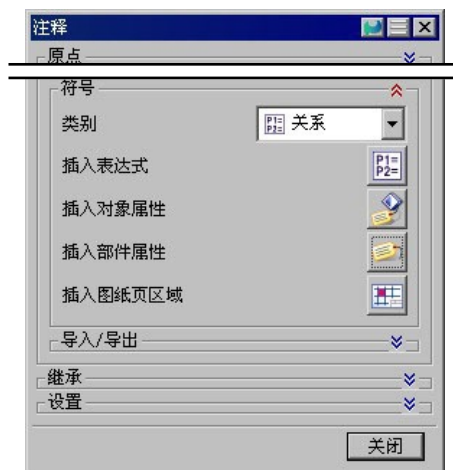 注释
原点
符号
类别
P1=
P2= 关系
插入表达式
P1=
P2=
插入对象属性
插入部件属性
插入图纸页区域
导入/导出
继承
设置
关闭